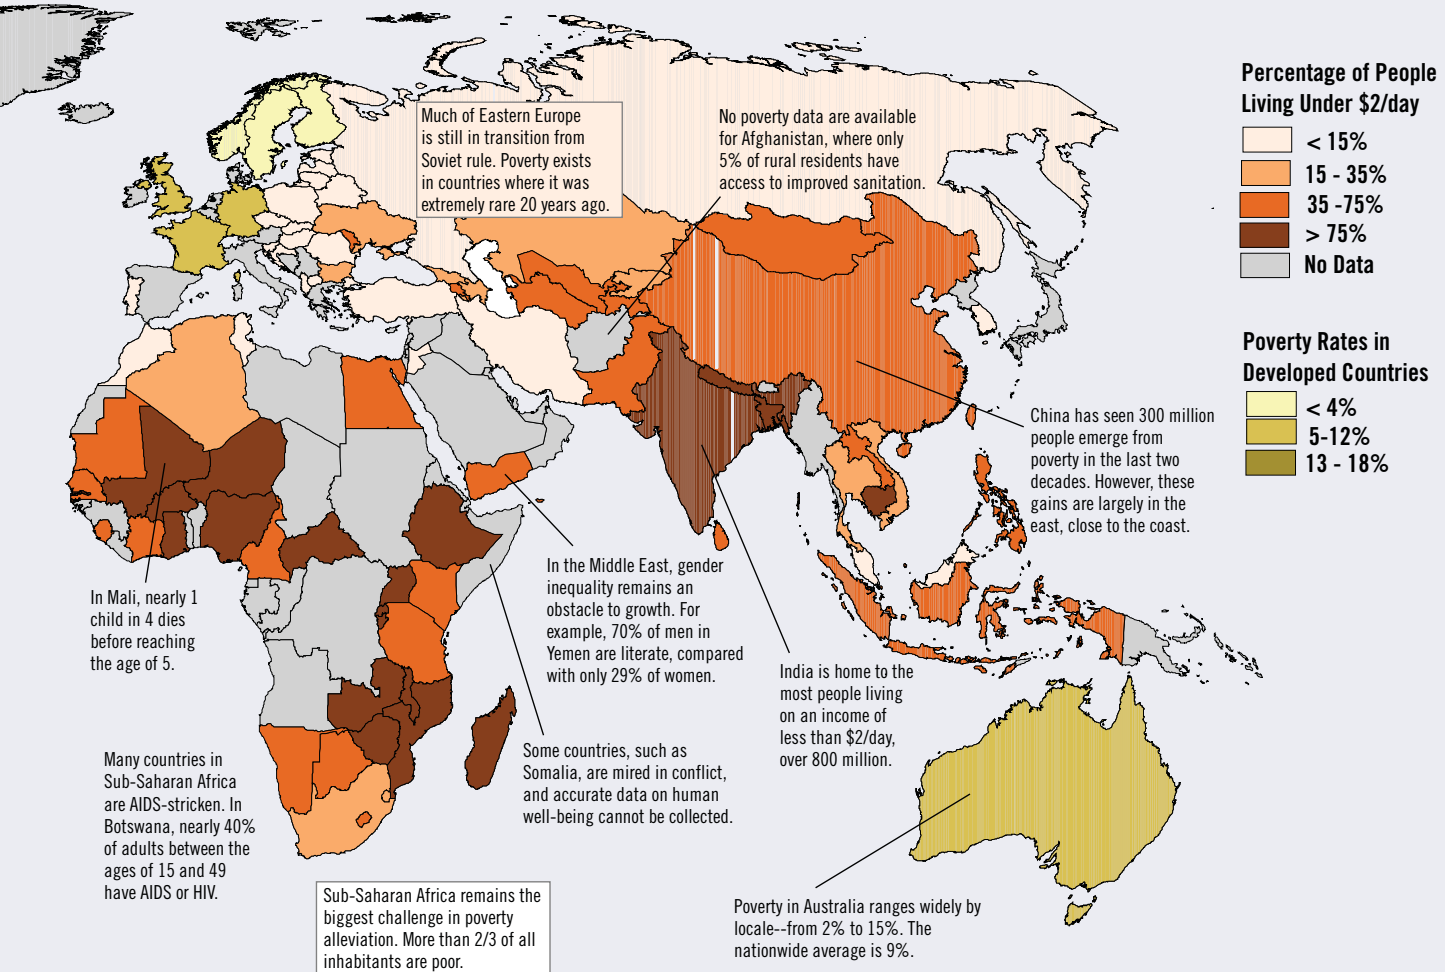 Percentage of People
Living Under $2/day
< 15%
15 - 35%
35 -75%
> 75%
No Data
Poverty Rates in
Developed Countries
< 4%
5-12%
13 - 18%
Much of Eastern Europe
is still in transition from
Soviet rule. Poverty exists
in countries where it was
extremely rare 20 years ago.
No poverty data are available
for Afghanistan, where only
5% of rural residents have
access to improved sanitation.
China has seen 300 million
people emerge from
poverty in the last two
decades. However, these
gains are largely in the
east, close to the coast.
In Mali, nearly 1
child in 4 dies
before reaching
the age of 5.
In the Middle East, gender
inequality remains an
obstacle to growth. For
example, 70% of men in
Yemen are literate, compared
with only 29% of women.
India is home to the
most people living
on an income of
less than $2/day,
over 800 million.
Many countries in
Sub-Saharan Africa
are AIDS-stricken. In
Botswana, nearly 40%
of adults between the
ages of 15 and 49
have AIDS or HIV.
Some countries, such as
Somalia, are mired in conflict,
and accurate data on human
well-being cannot be collected.
Sub-Saharan Africa remains the
biggest challenge in poverty
alleviation. More than 2/3 of all
inhabitants are poor.
Poverty in Australia ranges widely by
locale--from 2% to 15%. The
nationwide average is 9%.